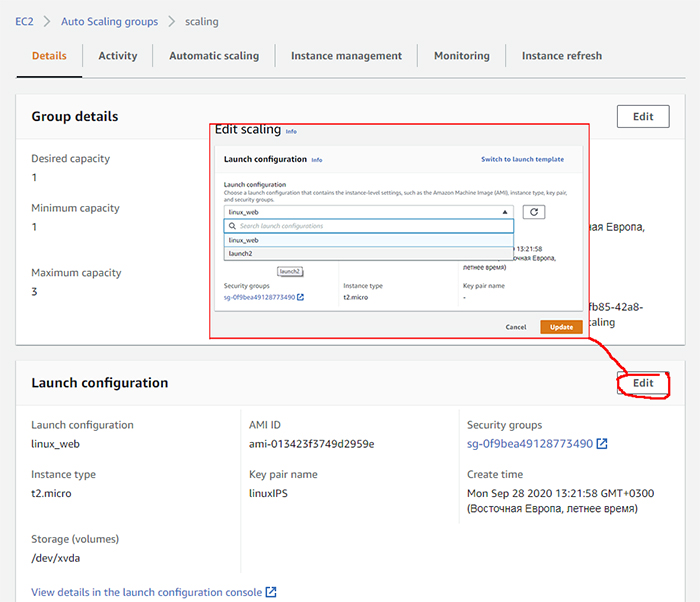 EC2 > Auto Scaling groups > scaling
Details Activity Automatic scaling Instance management Monitoring Instance refresh
Group details
Edit
Desired capacity
1
Minimum capacity
1
Maximum capacity
3
Европа,
fb85-42a8-
caling
Edit scaling Info
Launch configuration Info
Switch to launch template
Launch configuration
Choose a launch configuration that contains the instance-level settings, such as the Amazon Machine Image (AMI), instance type, key pair,
and security groups.
linux_web
Search launch configurations
linux_web
launch2
launch2
13:21:58
Европа,
летнее время)
Security groups
sg-0f9bea49128773490
Instance type
t2.micro
Key pair name
-
Cancel
Update
Launch configuration
Edit
Launch configuration
linux_web
AMI ID
ami-013423f3749d2959e
Security groups
sg-0f9bea49128773490
Instance type
t2.micro
Key pair name
linuxIPS
Create time
Mon Sep 28 2020 13:21:58 GMT+0300
(Восточная Европа, летнее время)
Storage (volumes)
/dev/xvda
View details in the launch configuration console